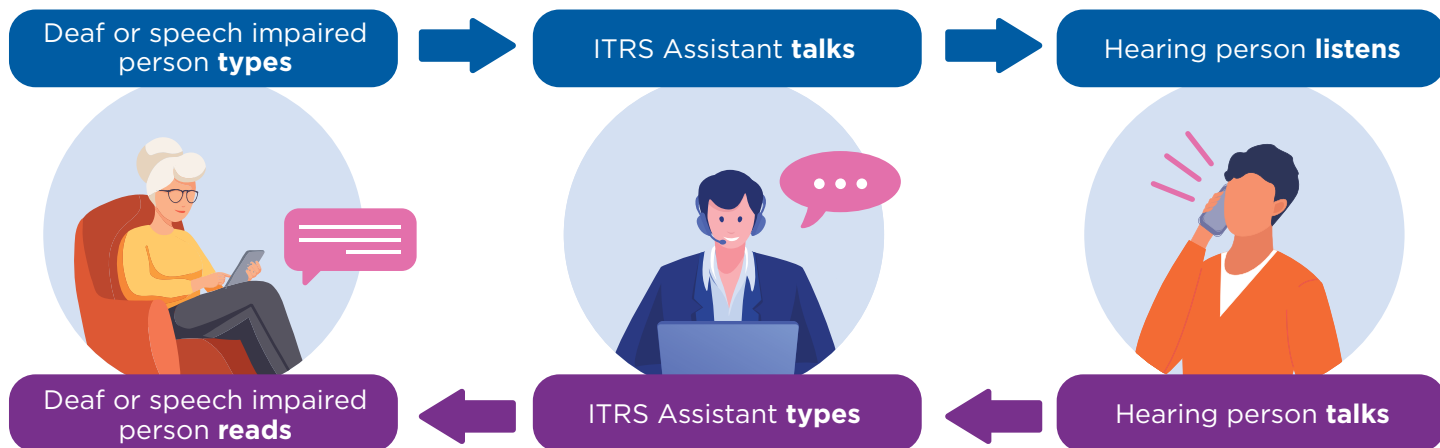 Deaf or speech impaired
person types
ITRS Assistant talks
Hearing person listens
Deaf or speech impaired
person reads
ITRS Assistant types
Hearing person talks